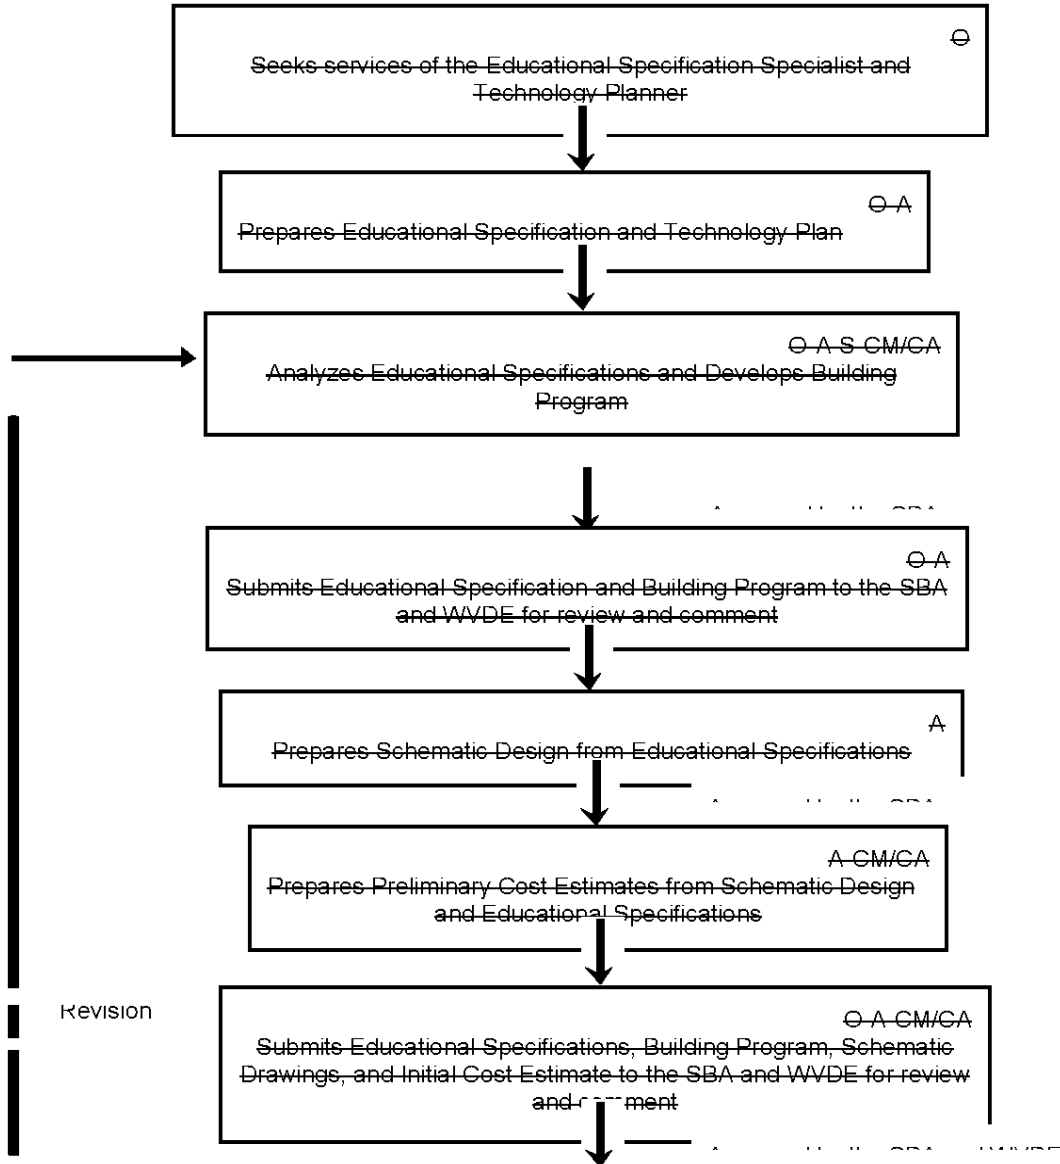 O
Seeks services of the Educational Specification Specialist and
Technology Planner
O A
Prepares Educational Specification and Technology Plan
O A S CM/CA
Analyzes Educational Specifications and Develops Building
Program
O A
Submits Educational Specification and Building Program to the SBA
and WVDE for review and comment
A
Prepares Schematic Design from Educational Specifications
A CM/CA
Prepares Preliminary Cost Estimates from Schematic Design
and Educational Specifications
Revision
O A CM/CA
Submits Educational Specifications, Building Program, Schematic
Drawings, and Initial Cost Estimate to the SBA and WVDE for review
and comment